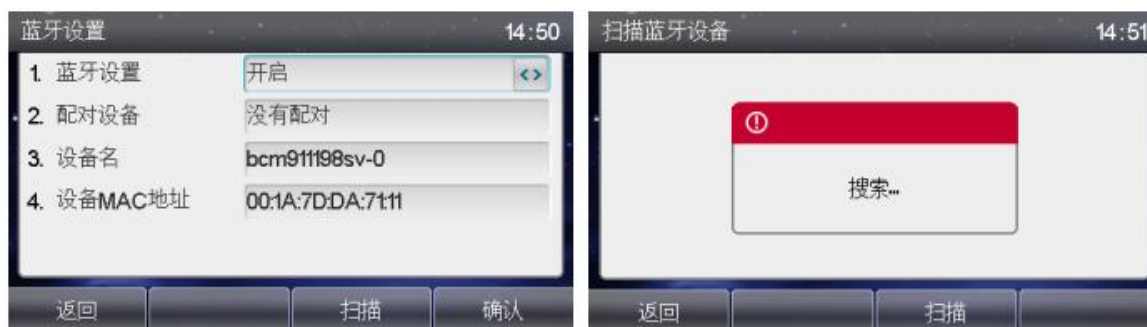 蓝牙设置 14:50
1. 蓝牙设置 开启 <>
2. 配对设备 没有配对
3. 设备名 bcm911198sv-0
4. 设备MAC地址 00:1A:7D:DA:71:11
返回 扫描 确认
扫描蓝牙设备 14:51
搜索...
返回 扫描